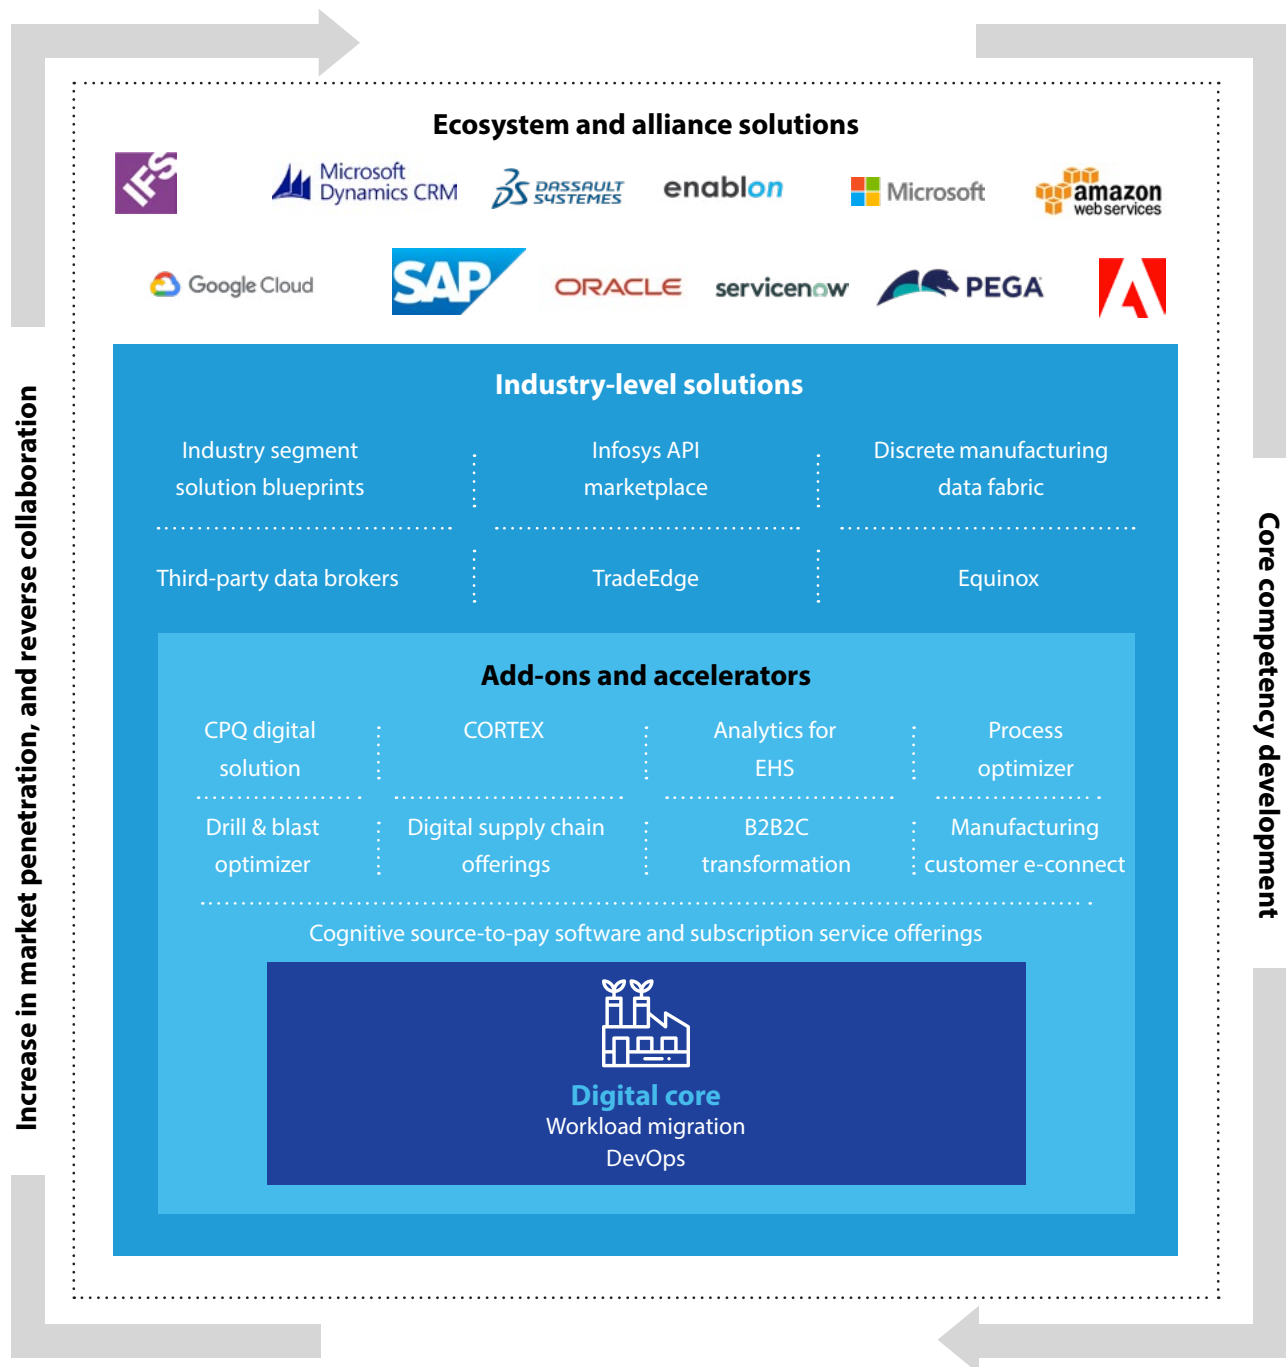 Ecosystem and alliance solutions
IFS
Microsoft
Dynamics CRM
DASSAULT
SYSTEMES
enablon
Microsoft
amazon
webservices
Google Cloud
SAP
ORACLE
servicenow
PEGA
Increase in market penetration, and reverse collaboration
Core competency development
Industry-level solutions
Industry segment
solution blueprints
Infosys API
marketplace
Discrete manufacturing
data fabric
Third-party data brokers
TradeEdge
Equinox
Add-ons and accelerators
CPQ digital
solution
CORTEX
Analytics for
EHS
Process
optimizer
Drill & blast
optimizer
Digital supply chain
offerings
B2B2C
transformation
Manufacturing
customer e-connect
Cognitive source-to-pay software and subscription service offerings
Digital core
Workload migration
DevOps